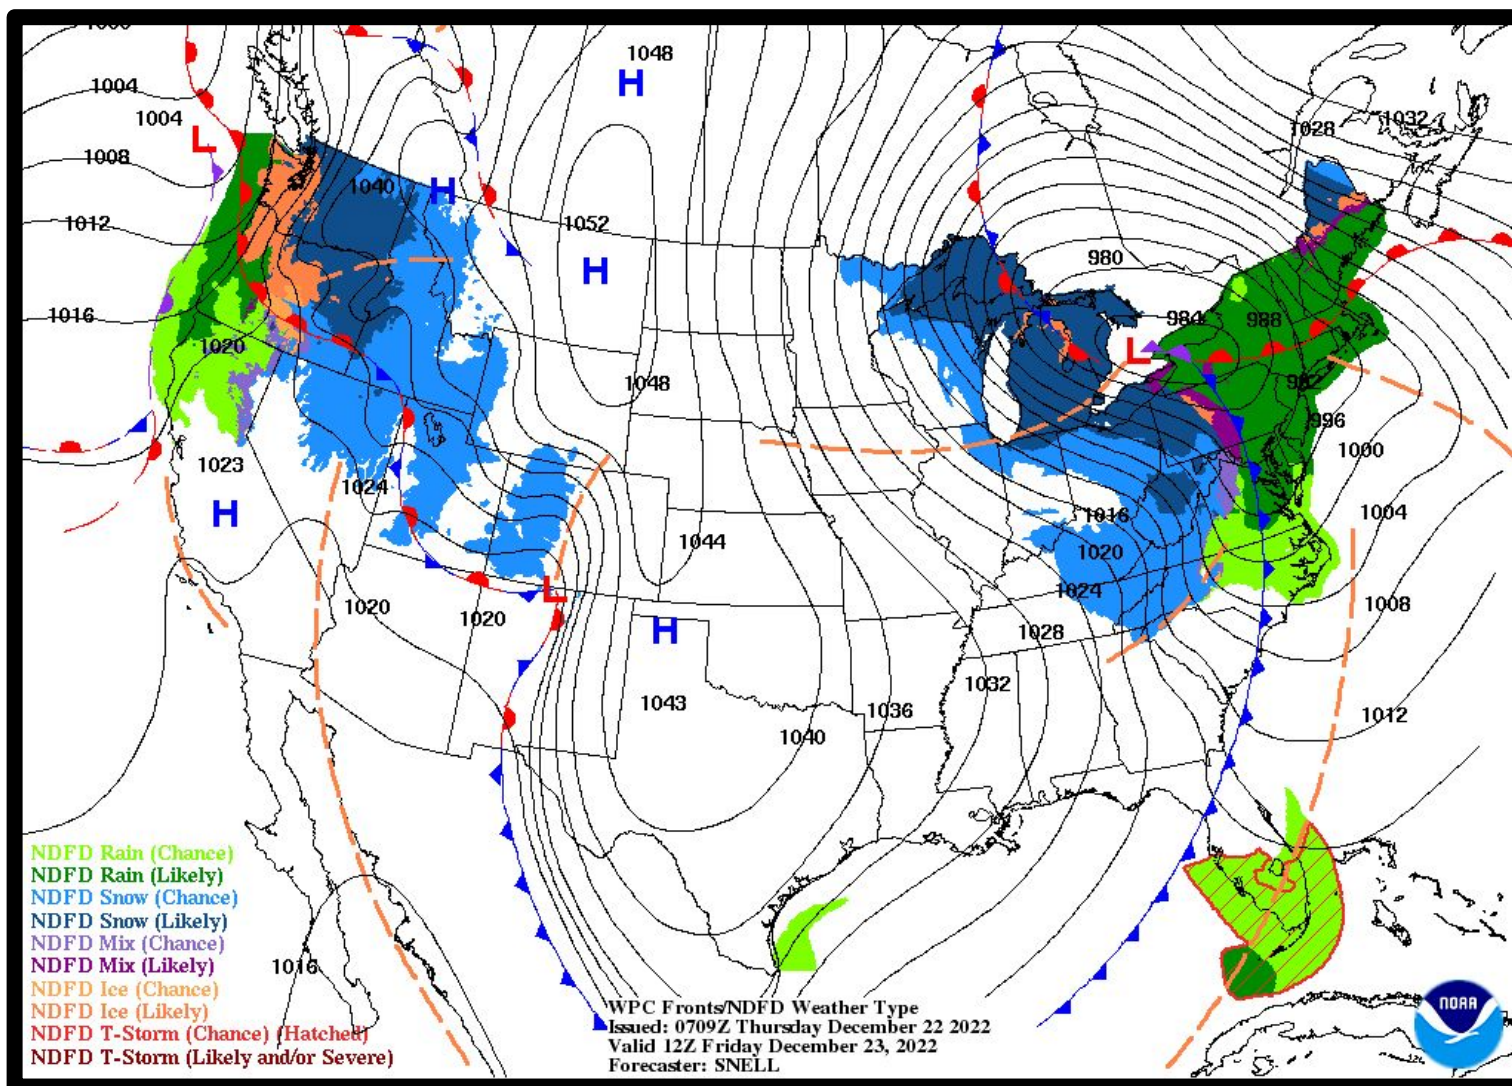 1048
H
1004
1004
L
1008
1028
1032
1040
H
1012
1052
H
980
1016
1020
984
988
L
1048
992
996
1000
1023
H
1024
1016
1004
1044
1020
L
1020
1020
1024
1008
H
1028
1043
1032
1036
1012
1040
NDFD Rain (Chance)
NDFD Rain (Likely)
NDFD Snow (Chance)
NDFD Snow (Likely)
NDFD Mix (Chance)
NDFD Mix (Likely)
NDFD Ice (Chance)
NDFD Ice (Likely)
NDFD T-Storm (Chance) (Hatched)
NDFD T-Storm (Likely and/or Severe)
1016
WPC Fronts/NDFD Weather Type
Issued: 0709Z Thursday December 22 2022
Valid 12Z Friday December 23, 2022
Forecaster: SNELL
NOAA